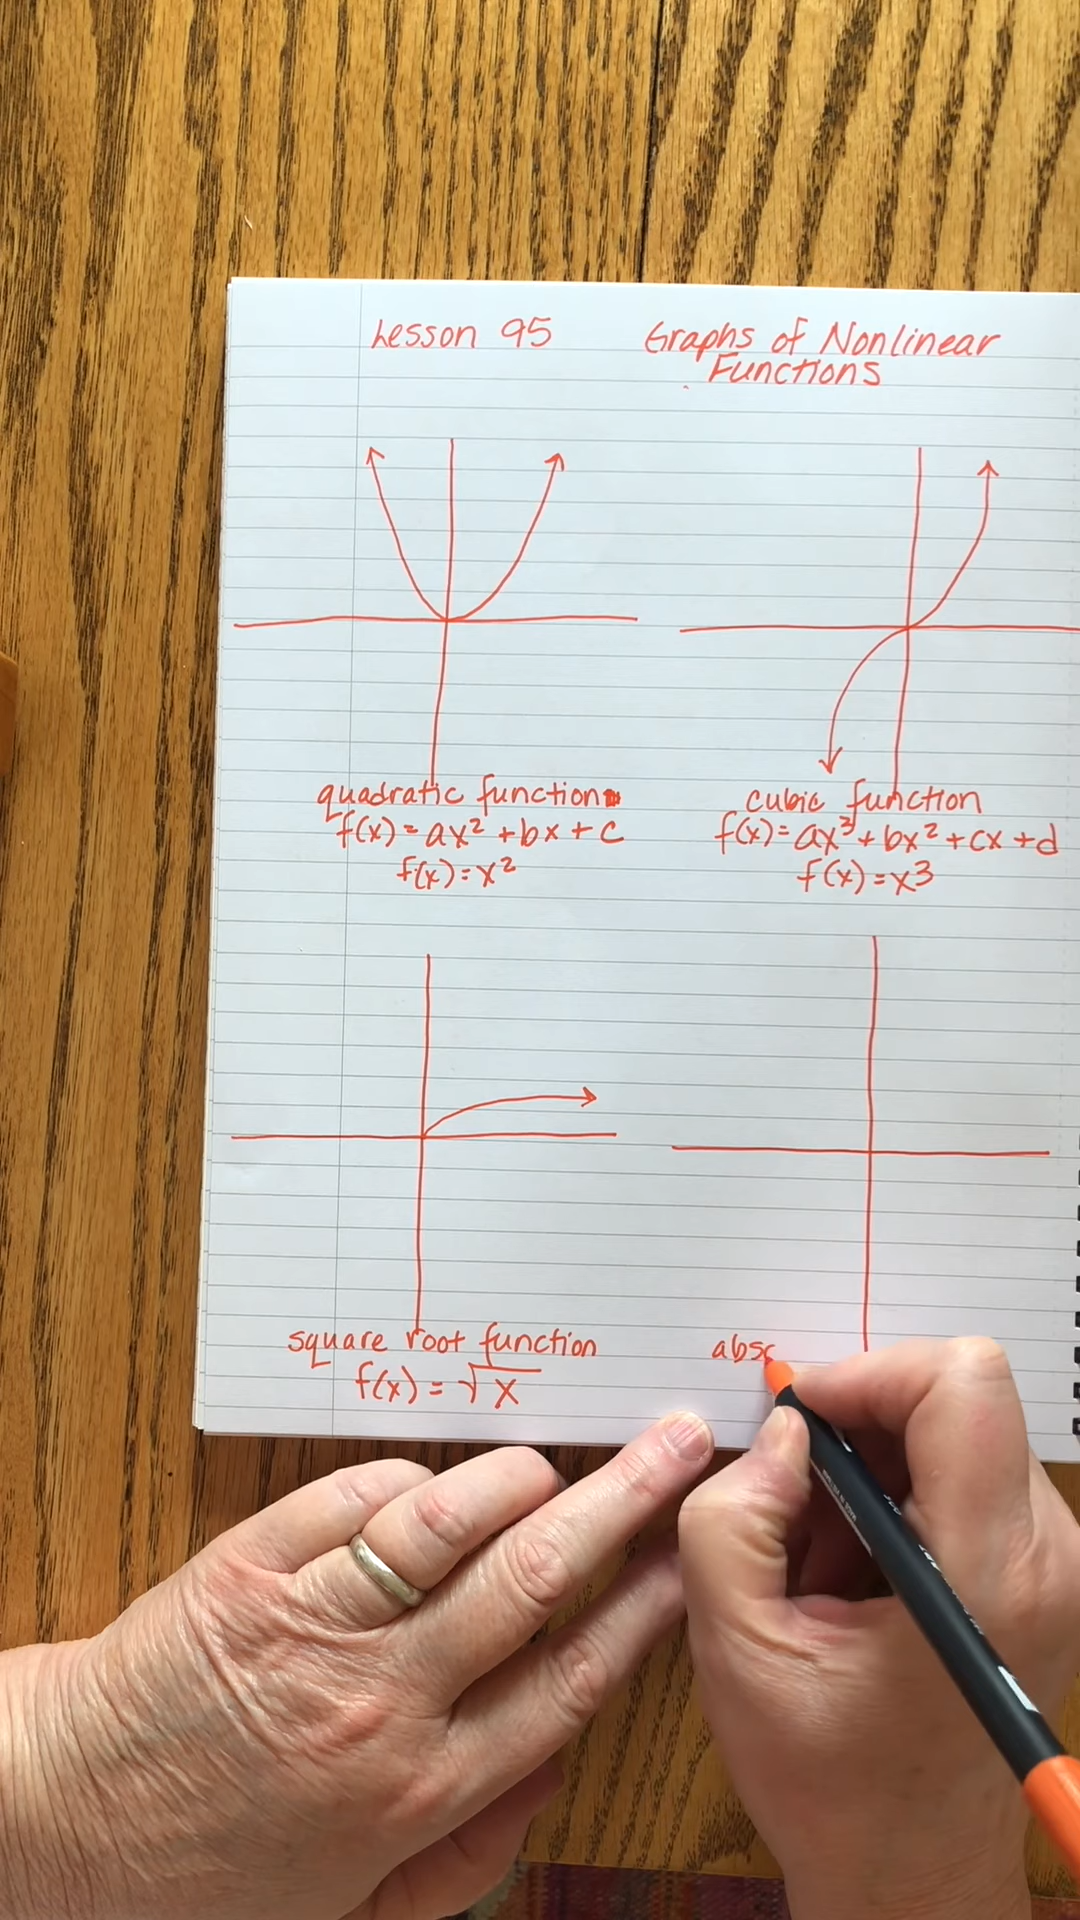 Lesson 95
Graphs of Nonlinear
Functions
quadratic function
f(x) = ax² + bx + c
f(x) = x²
cubic function
f(x) = ax³ + bx² + cx + d
f(x) = x³
square root function
f(x) = √x
abso